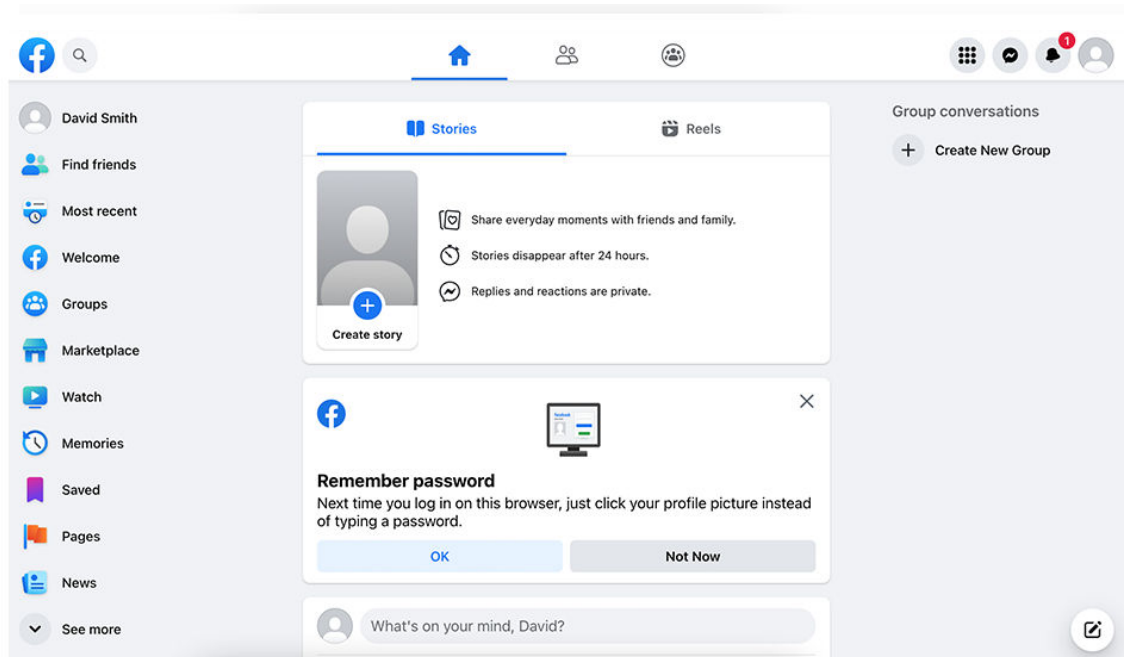 1
David Smith
Find friends
Most recent
Welcome
Groups
Marketplace
Watch
Memories
Saved
Pages
News
See more
Stories
Reels
Share everyday moments with friends and family.
Stories disappear after 24 hours.
Replies and reactions are private.
Create story
Remember password
Next time you log in on this browser, just click your profile picture instead
of typing a password.
OK
Not Now
What's on your mind, David?
Group conversations
Create New Group